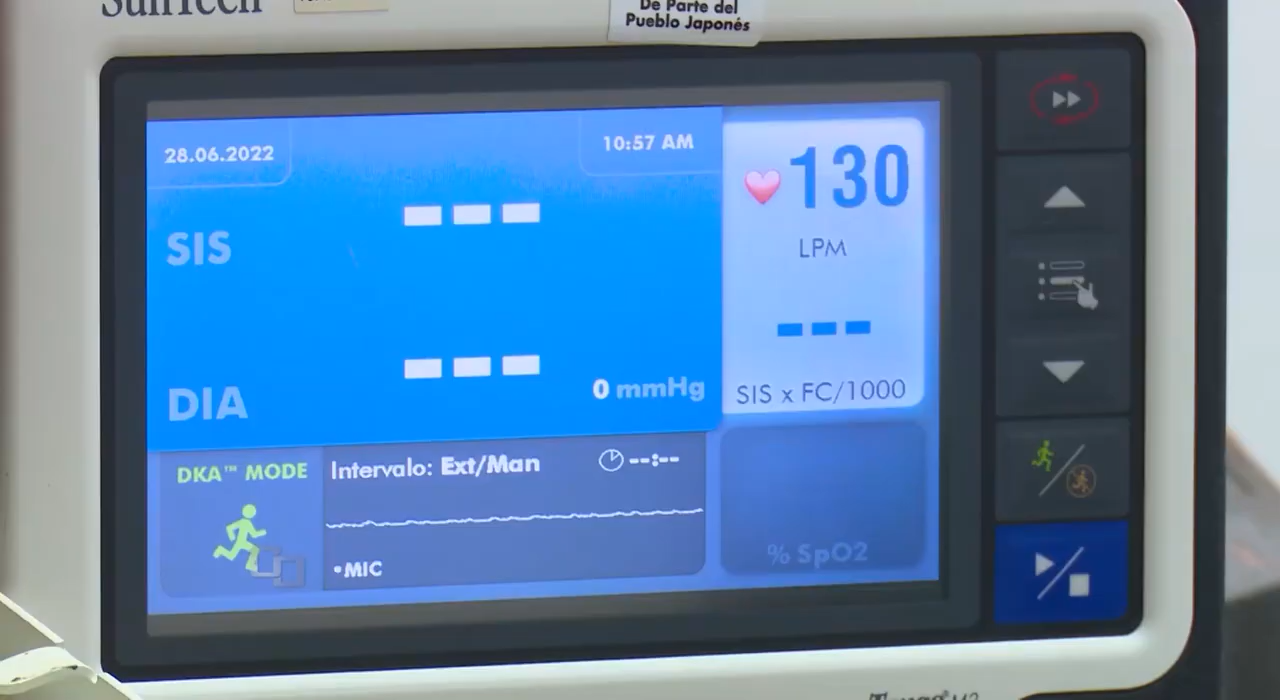 SunTech
De Parte del
Pueblo Japonés
28.06.2022
10:57 AM
130
LPM
SIS
--- 
---
SIS x FC/1000
DIA
---
0 mmHg
DKA™ MODE
Intervalo: Ext/Man
--:--
•MIC
% SpO2